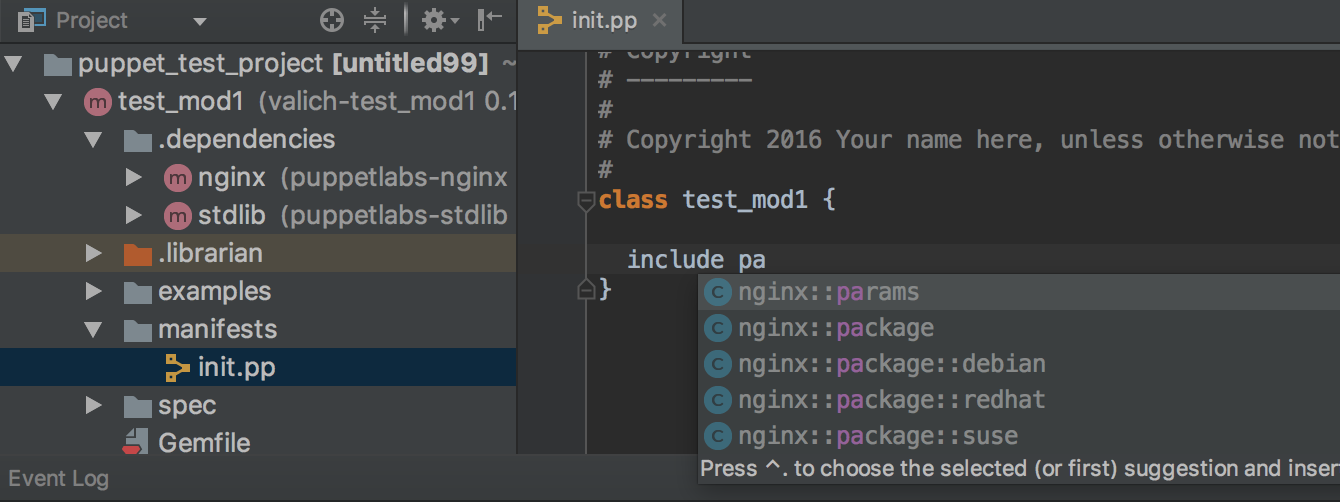 Project
puppet_test_project [untitled99] ~
test_mod1 (valich-test_mod1 0.1
.dependencies
nginx (puppetlabs-nginx
stdlib (puppetlabs-stdlib
.librarian
examples
manifests
init.pp
spec
Gemfile
Event Log
init.pp
# Copyright
# ---------
#
# Copyright 2016 Your name here, unless otherwise not
#
class test_mod1 {
include pa
}
nginx::params
nginx::package
nginx::package::debian
nginx::package::redhat
nginx::package::suse
Press ^. to choose the selected (or first) suggestion and inser